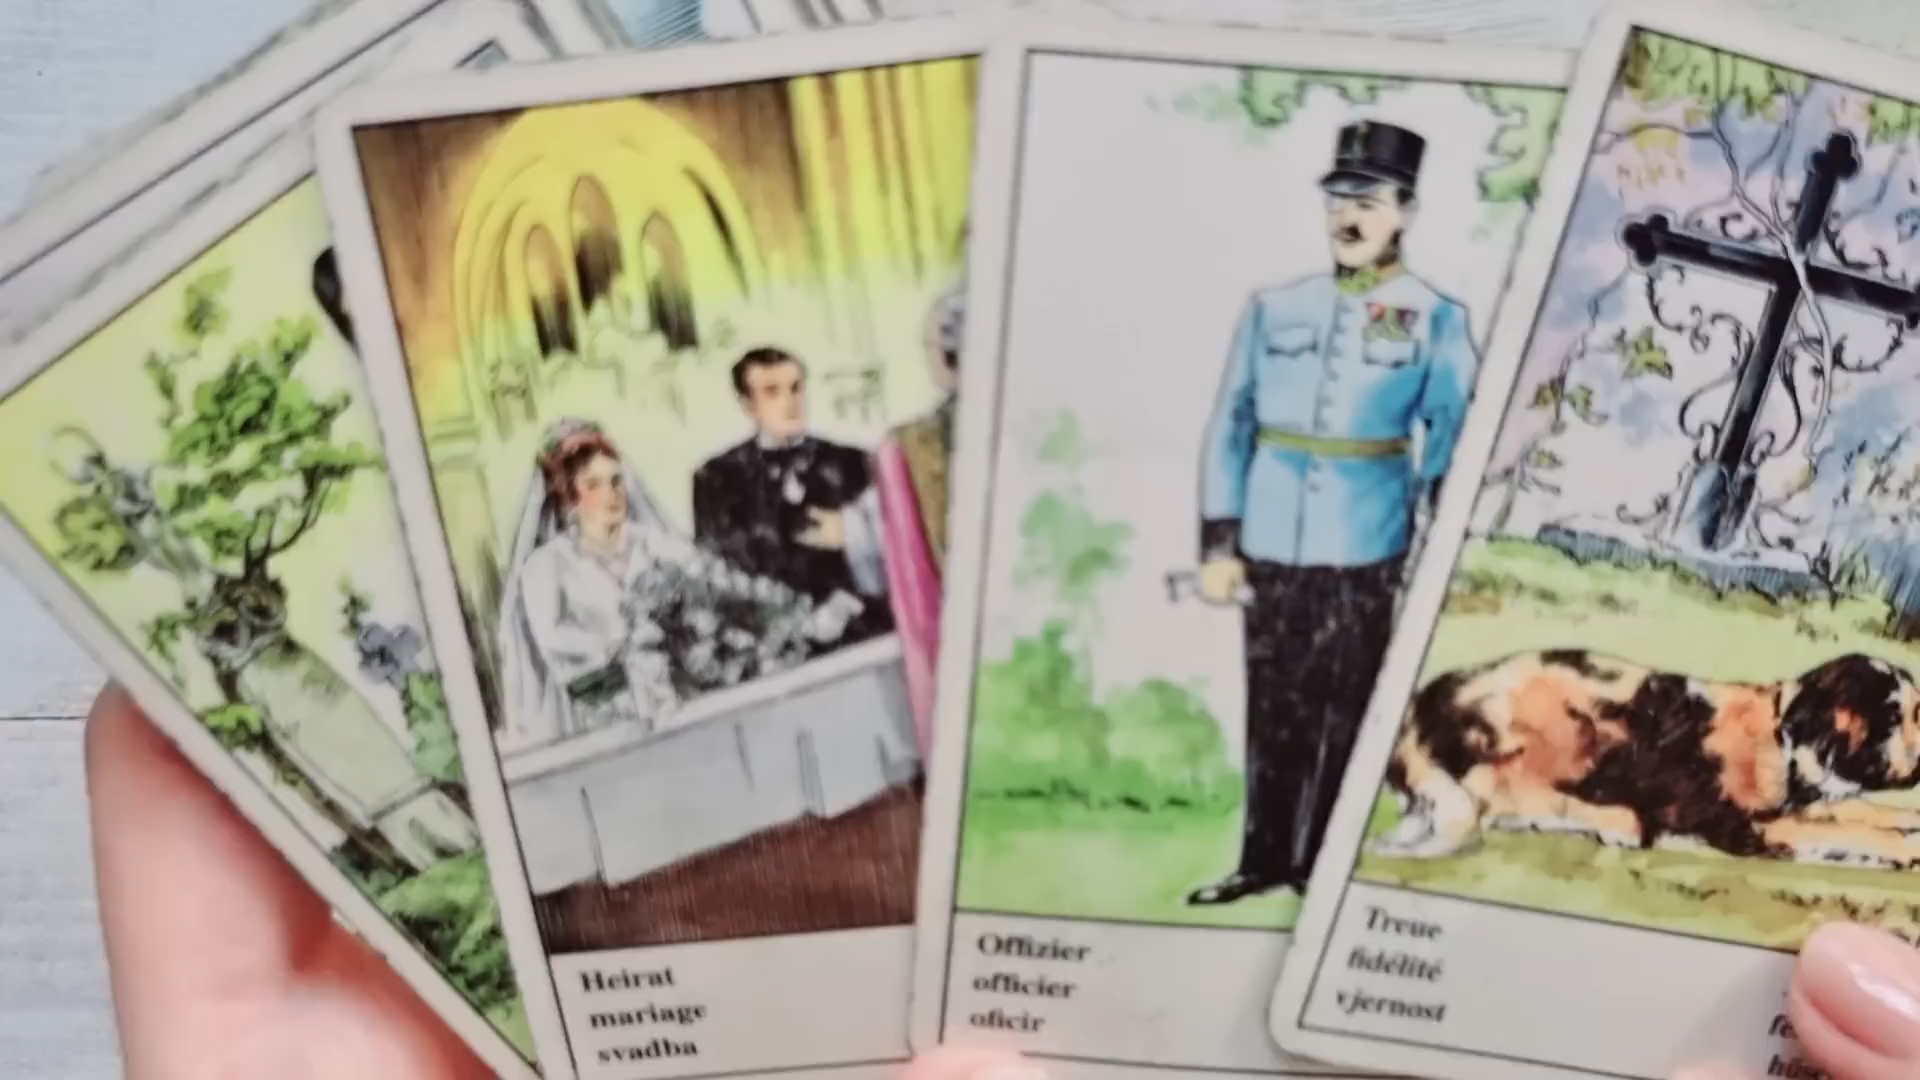 Heirat
mariage
svadba
Offizier
officier
oficir
Treue
fidélité
vjernost